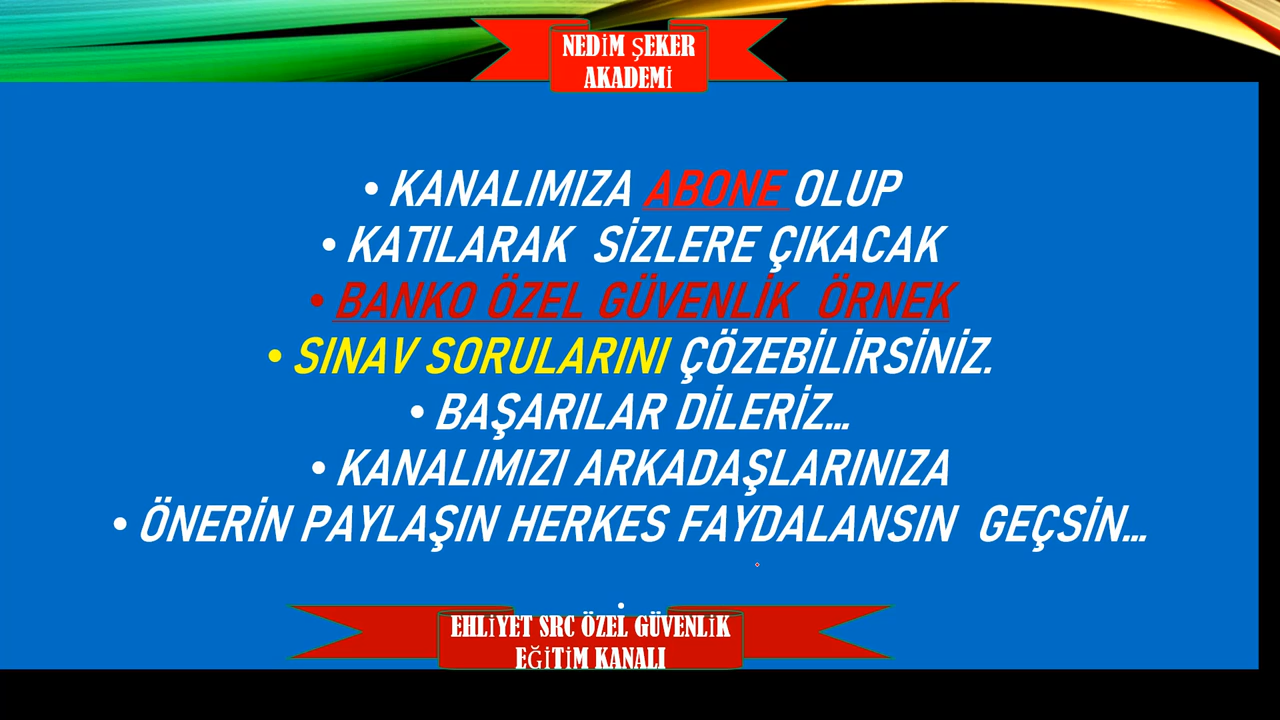 NEDİM ŞEKER
AKADEMİ
• KANALIMIZA ABONE OLUP
• KATILARAK SİZLERE ÇIKACAK
• BANKO ÖZEL GÜVENLİK ÖRNEK
• SINAV SORULARINI ÇÖZEBİLİRSİNİZ.
• BAŞARILAR DİLERİZ...
• KANALIMIZI ARKADAŞLARINIZA
• ÖNERİN PAYLAŞIN HERKES FAYDALANSIN GEÇSİN...
EHLİYET SRC ÖZEL GÜVENLİK
EĞİTİM KANALI